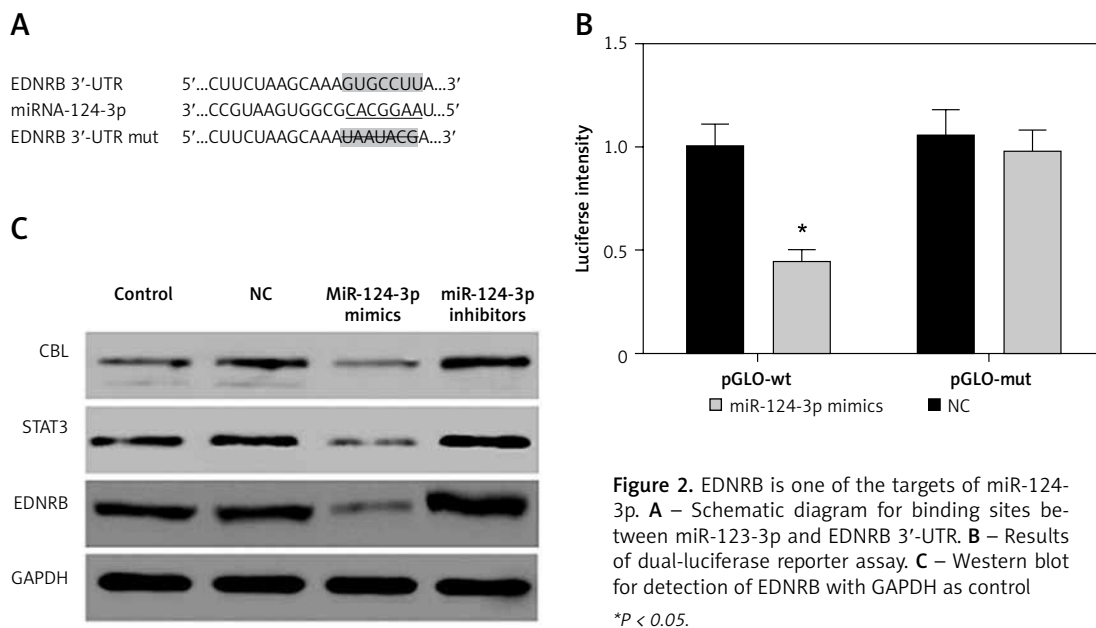 A
EDNRB 3′-UTR 5′...CUUCUAAGCAAAGUGCCUUA...3′
miRNA-124-3p 3′...CCGUAAGUGGCGCACGGAAU...5′
EDNRB 3′-UTR mut 5′...CUUCUAAGCAAAUAAUACGA...3′
B
Luciferse intensity
1.5
1.0
0.5
0
*
pGLO-wt pGLO-mut
miR-124-3p mimics NC
C
Control NC MiR-124-3p mimics miR-124-3p inhibitors
CBL
STAT3
EDNRB
GAPDH
Figure 2. EDNRB is one of the targets of miR-124-
3p. A – Schematic diagram for binding sites be-
tween miR-123-3p and EDNRB 3′-UTR. B – Results
of dual-luciferase reporter assay. C – Western blot
for detection of EDNRB with GAPDH as control
*P < 0.05.